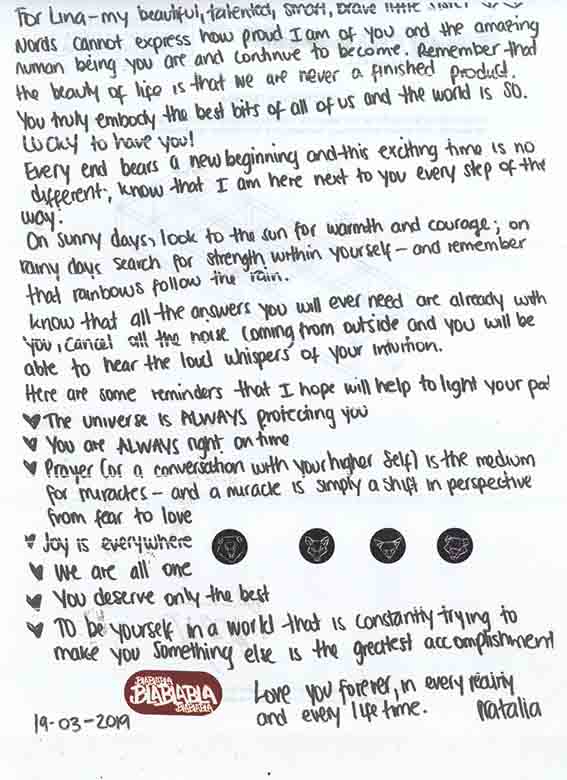 For Lina - my beautiful, talented, smart, brave little sister
Words cannot express how proud I am of you and the amazing
human being you are and continue to become. Remember that
the beauty of life is that we are never a finished product.
You truly embody the best bits of all of us and the world is so
Lucky to have you!
Every end bears a new beginning and this exciting time is no
different; know that I am here next to you every step of the
way.
On sunny days, look to the sun for warmth and courage; on
rainy days search for strength within yourself - and remember
that rainbows follow the rain.
Know that all the answers you will ever need are already with
you, cancel all the noise coming from outside and you will be
able to hear the loud whispers of your intuition.
Here are some reminders that I hope will help to light your pa
♥ The universe is ALWAYS protecting you
♥ You are ALWAYS right on time
♥ Prayer (or a conversation with your higher self) is the medium
for miracles - and a miracle is simply a shift in perspective
from fear to love
♥ Joy is everywhere
♥ We are all one
♥ You deserve only the best
♥ To be yourself in a world that is constantly trying to
make you something else is the greatest accomplishment
BLABLABLA
BLABLABLA
BLABLABLA
Love you forever, in every reality
and every life time. Natalia
19-03-2019